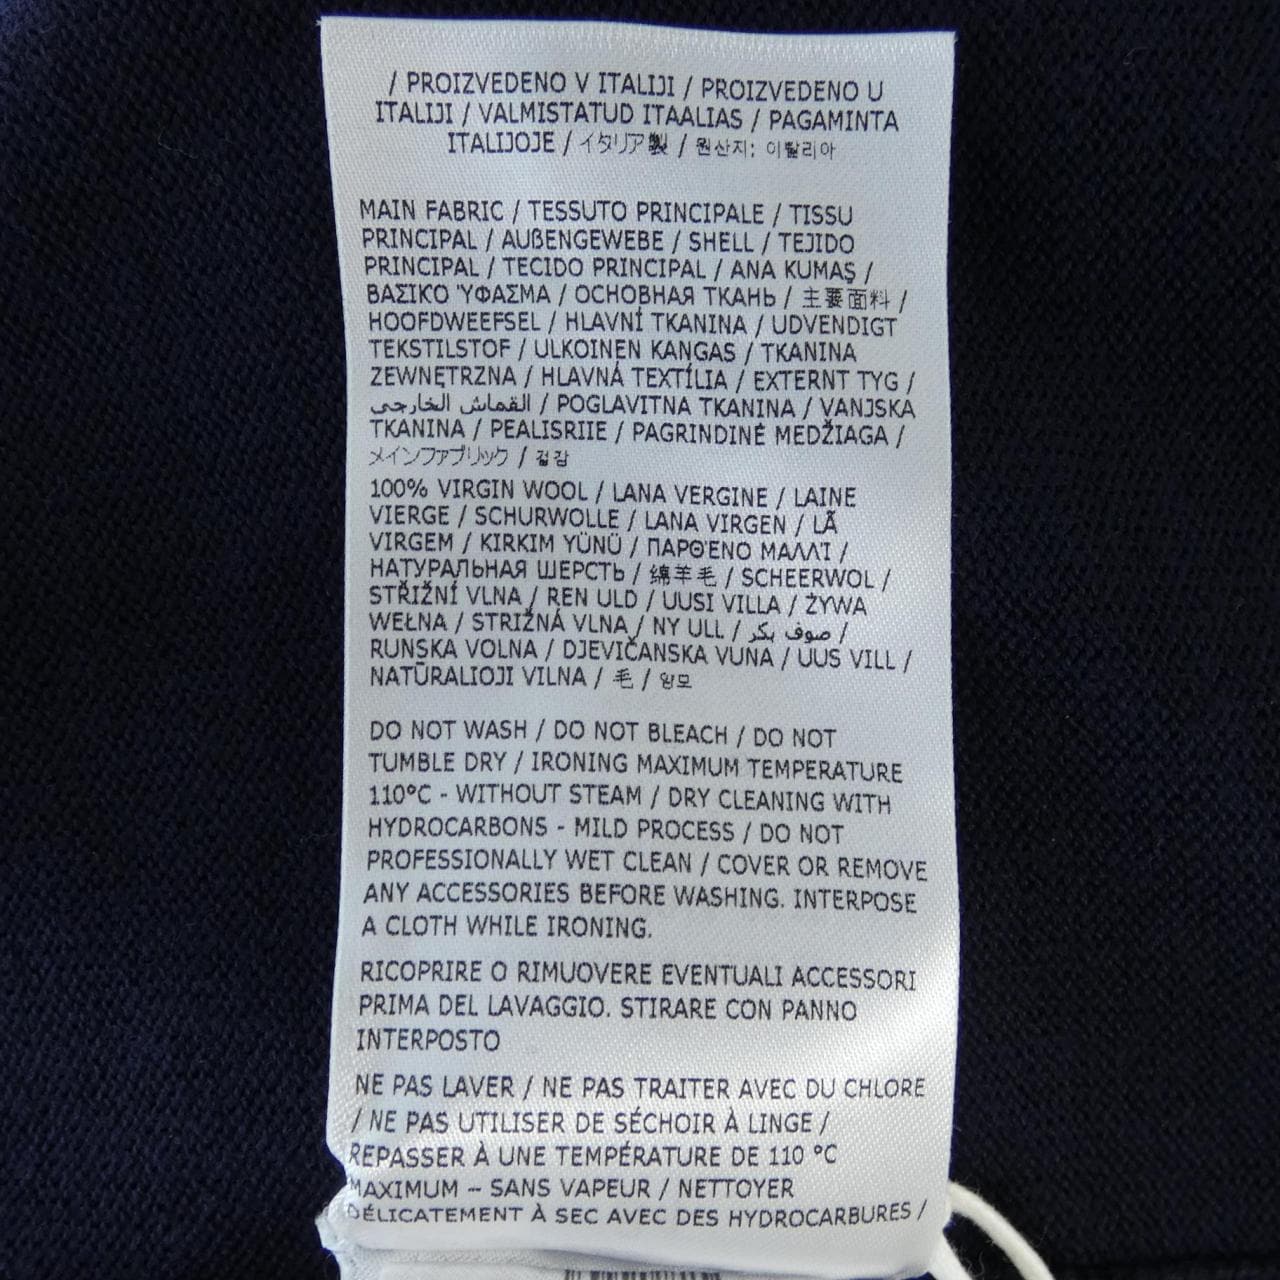 / PROIZVEDENO V ITALIJI / PROIZVEDENO U
ITALIJI / VALMISTATUD ITAALIAS / PAGAMINTA
ITALIJOJE / イタリア製 / 원산지: 이탈리아
MAIN FABRIC / TESSUTO PRINCIPALE / TISSU
PRINCIPAL / AUßENGEWEBE / SHELL / TEJIDO
PRINCIPAL / TECIDO PRINCIPAL / ANA KUMAŞ /
ΒΑΣΙΚΌ ΎΦΑΣΜΑ / ОСНОВНАЯ ТКАНЬ / 主要面料 /
HOOFDWEEFSEL / HLAVNÍ TKANINA / UDVENDIGT
TEKSTILSTOF / ULKOINEN KANGAS / TKANINA
ZEWNĘTRZNA / HLAVNÁ TEXTÍLIA / EXTERNT TYG /
القماش الخارجي / POGLAVITNA TKANINA / VANJSKA
TKANINA / PEALISRIIE / PAGRINDINĖ MEDŽIAGA /
メインファブリック / 겉감
100% VIRGIN WOOL / LANA VERGINE / LAINE
VIERGE / SCHURWOLLE / LANA VIRGEN / LÃ
VIRGEM / KIRKIM YÜNÜ / ΠΑΡΘΈΝΟ ΜΑΛΛΊ /
НАТУРАЛЬНАЯ ШЕРСТЬ / 绵羊毛 / SCHEERWOL /
STŘIŽNÍ VLNA / REN ULD / UUSI VILLA / ŻYWA
WEŁNA / STRIŽNÁ VLNA / NY ULL / صوف بكر /
RUNSKA VOLNA / DJEVIČANSKA VUNA / UUS VILL /
NATŪRALIOJI VILNA / 毛 / 양모
DO NOT WASH / DO NOT BLEACH / DO NOT
TUMBLE DRY / IRONING MAXIMUM TEMPERATURE
110°C - WITHOUT STEAM / DRY CLEANING WITH
HYDROCARBONS - MILD PROCESS / DO NOT
PROFESSIONALLY WET CLEAN / COVER OR REMOVE
ANY ACCESSORIES BEFORE WASHING. INTERPOSE
A CLOTH WHILE IRONING.
RICOPRIRE O RIMUOVERE EVENTUALI ACCESSORI
PRIMA DEL LAVAGGIO. STIRARE CON PANNO
INTERPOSTO
NE PAS LAVER / NE PAS TRAITER AVEC DU CHLORE
/ NE PAS UTILISER DE SÉCHOIR À LINGE /
REPASSER À UNE TEMPÉRATURE DE 110 °C
MAXIMUM – SANS VAPEUR / NETTOYER
DÉLICATEMENT À SEC AVEC DES HYDROCARBURES /